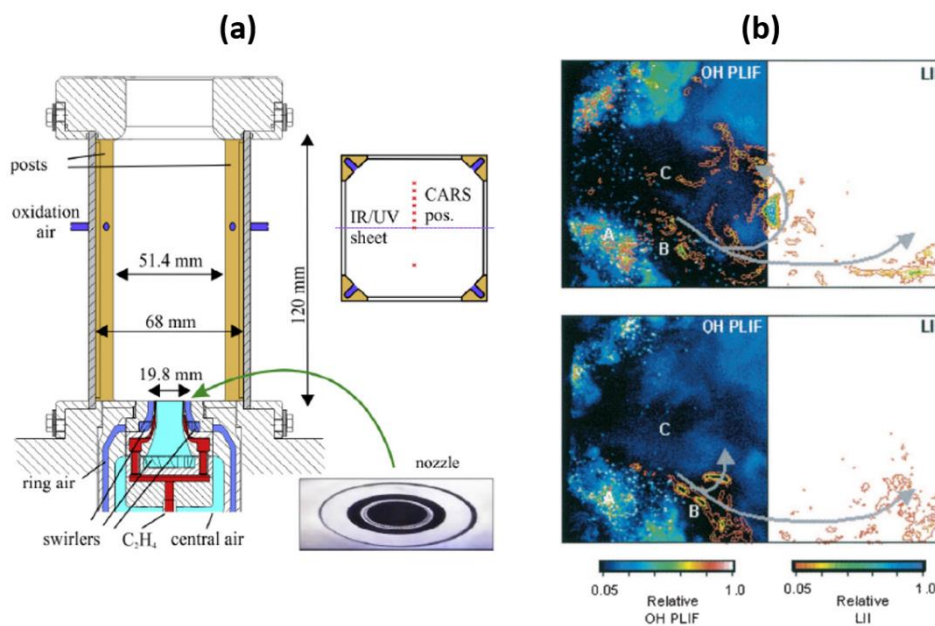 (a)
(b)
posts
oxidation
air
51.4 mm
68 mm
120 mm
19.8 mm
IR/UV
sheet
CARS
pos.
nozzle
ring air
swirlers
C₂H₄
central air
OH PLIF
LII
C
A
B
OH PLIF
LII
C
A
B
0.05
1.0
Relative
OH PLIF
0.05
1.0
Relative
LII